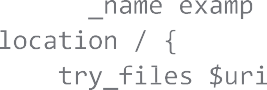 _name examp
location / {
try_files $uri